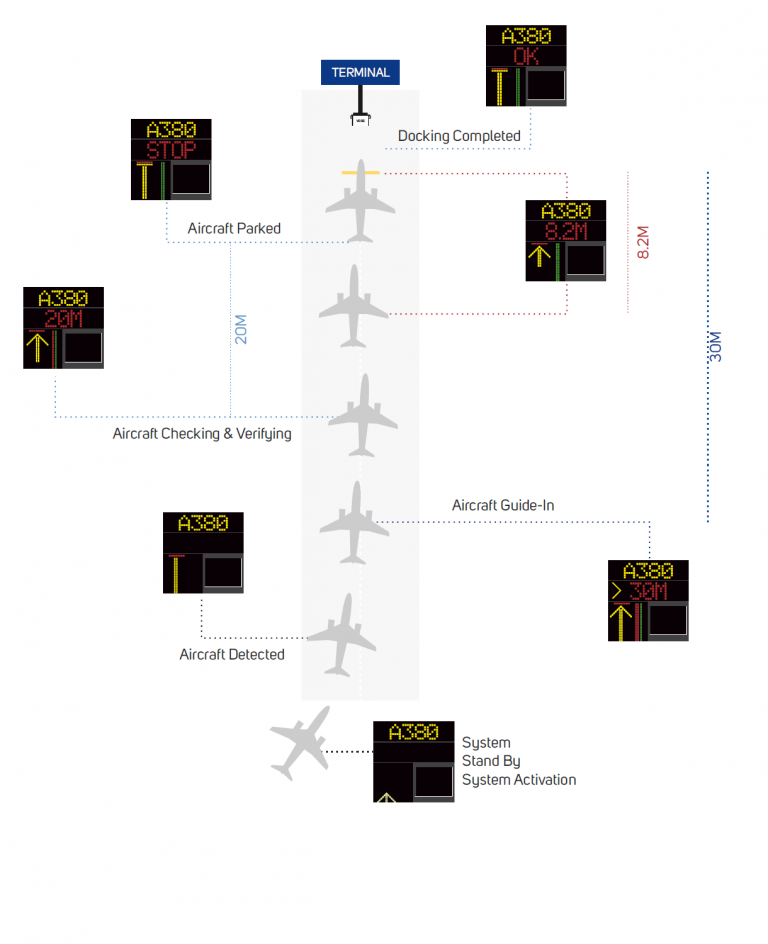 A380
OK
TERMINAL
Docking Completed
A380
STOP
Aircraft Parked
A380
8.2M
8.2M
A380
20M
20M
30M
Aircraft Checking & Verifying
Aircraft Guide-In
A380
A380
> 30M
Aircraft Detected
A380
System
Stand By
System Activation